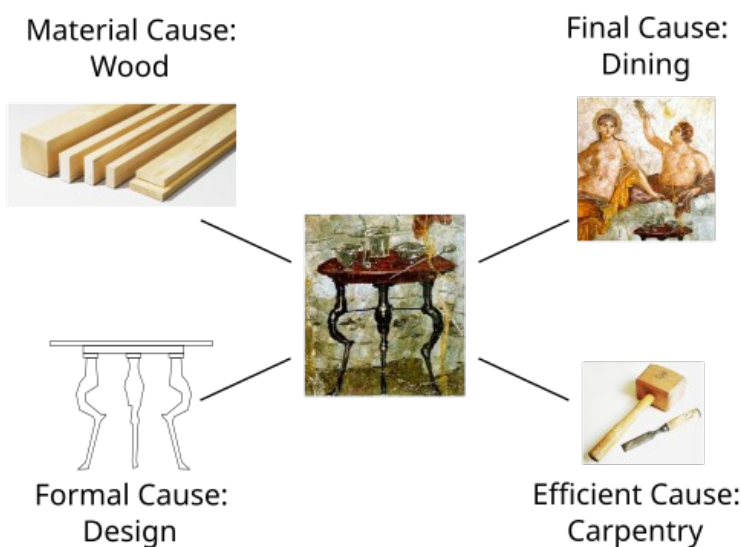 Material Cause:
Wood
Final Cause:
Dining
Formal Cause:
Design
Efficient Cause:
Carpentry